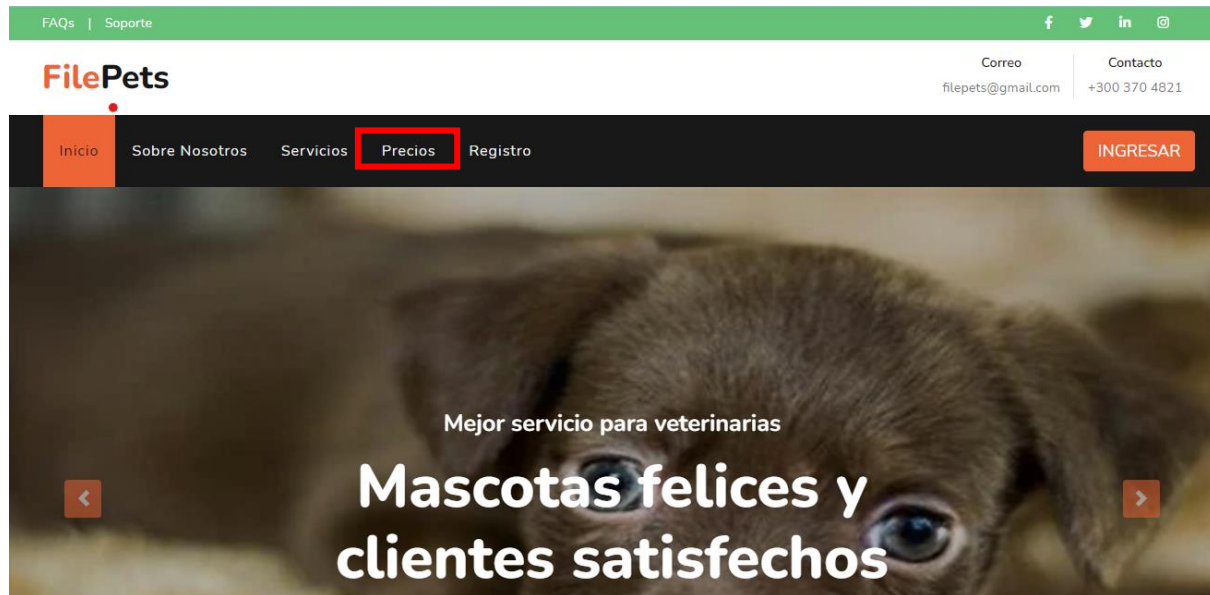 FAQs | Soporte
FilePets
Correo
filepets@gmail.com
Contacto
+300 370 4821
Inicio Sobre Nosotros Servicios Precios Registro INGRESAR
Mejor servicio para veterinarias
Mascotas felices y
clientes satisfechos